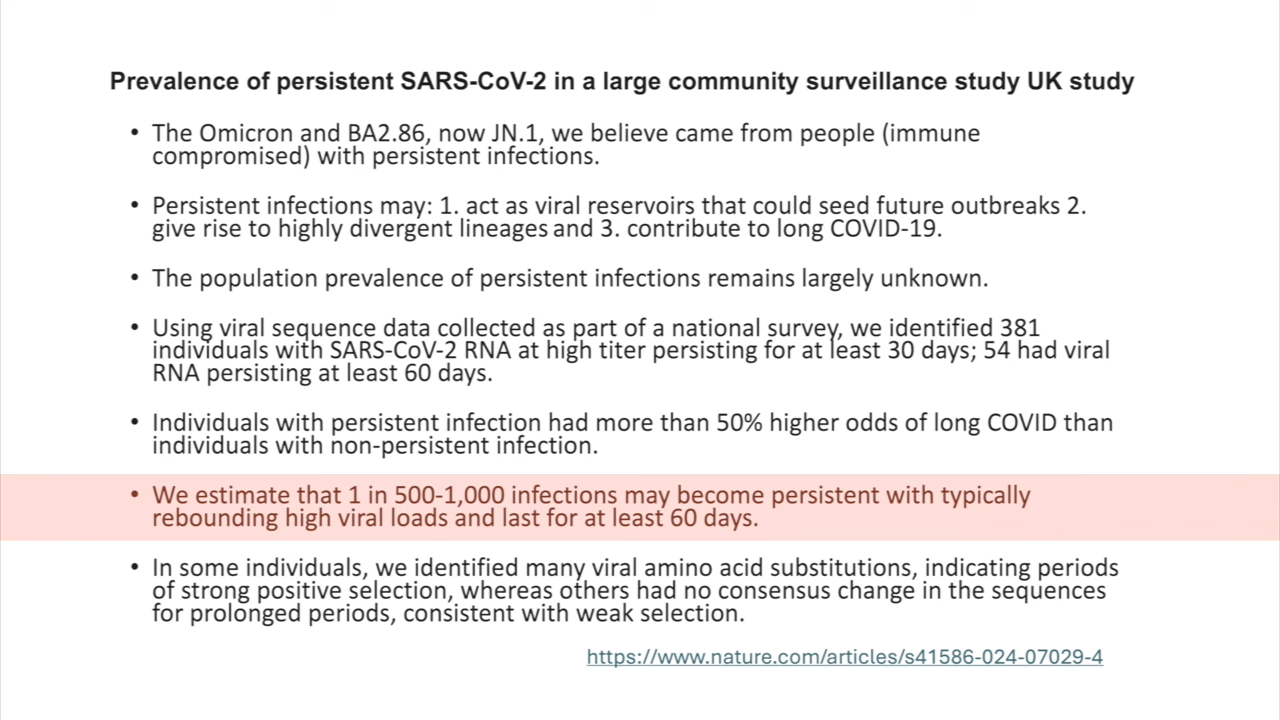 Prevalence of persistent SARS-CoV-2 in a large community surveillance study UK study
• The Omicron and BA2.86, now JN.1, we believe came from people (immune
compromised) with persistent infections.
• Persistent infections may: 1. act as viral reservoirs that could seed future outbreaks 2.
give rise to highly divergent lineages and 3. contribute to long COVID-19.
• The population prevalence of persistent infections remains largely unknown.
• Using viral sequence data collected as part of a national survey, we identified 381
individuals with SARS-CoV-2 RNA at high titer persisting for at least 30 days; 54 had viral
RNA persisting at least 60 days.
• Individuals with persistent infection had more than 50% higher odds of long COVID than
individuals with non-persistent infection.
• We estimate that 1 in 500-1,000 infections may become persistent with typically
rebounding high viral loads and last for at least 60 days.
• In some individuals, we identified many viral amino acid substitutions, indicating periods
of strong positive selection, whereas others had no consensus change in the sequences
for prolonged periods, consistent with weak selection.
https://www.nature.com/articles/s41586-024-07029-4